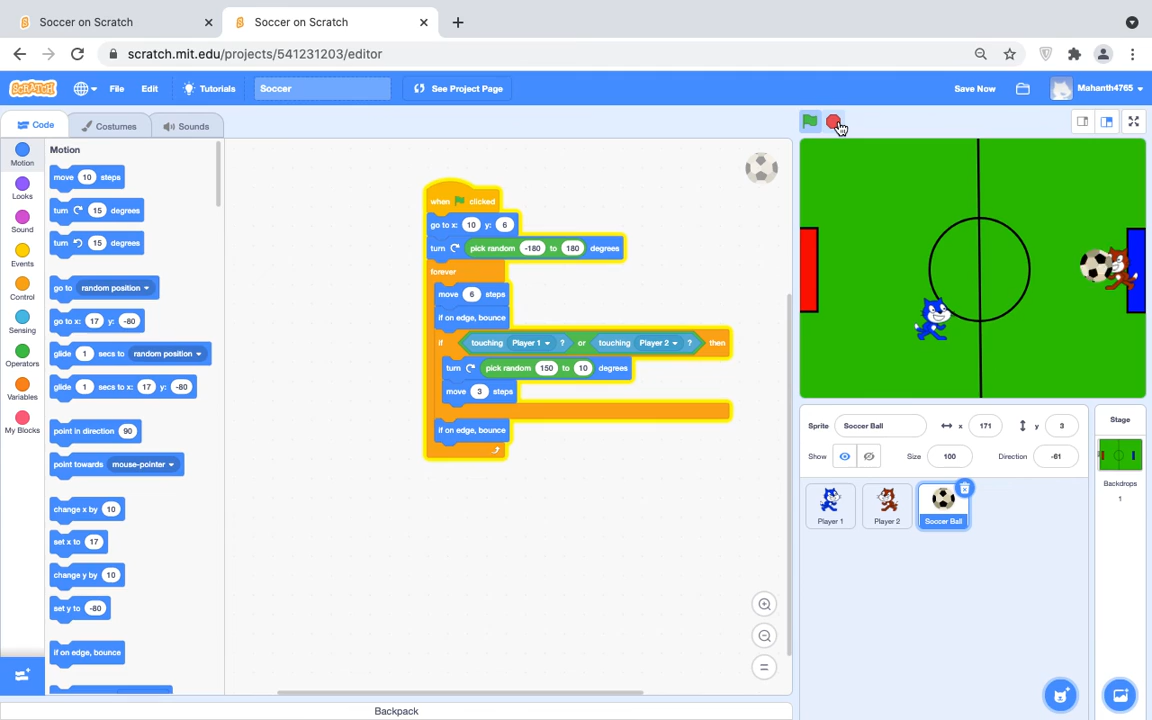 Soccer on Scratch
Soccer on Scratch
scratch.mit.edu/projects/541231203/editor
SCRATCH
File
Edit
Tutorials
Soccer
See Project Page
Save Now
Mahanth4765
Code
Costumes
Sounds
Motion
Looks
Sound
Events
Control
Sensing
Operators
Variables
My Blocks
Motion
move 10 steps
turn 15 degrees
turn 15 degrees
go to random position
go to x: 17 y: -80
glide 1 secs to random position
glide 1 secs to x: 17 y: -80
point in direction 90
point towards mouse-pointer
change x by 10
set x to 17
change y by 10
set y to -80
if on edge, bounce
when clicked
go to x: 10 y: 6
turn pick random -180 to 180 degrees
forever
move 6 steps
if on edge, bounce
if touching Player 1 ? or touching Player 2 ? then
turn pick random 150 to 10 degrees
move 3 steps
if on edge, bounce
Backpack
Sprite Soccer Ball x 171 y 3
Show Size 100 Direction -61
Player 1
Player 2
Soccer Ball
Stage
Backdrops
1